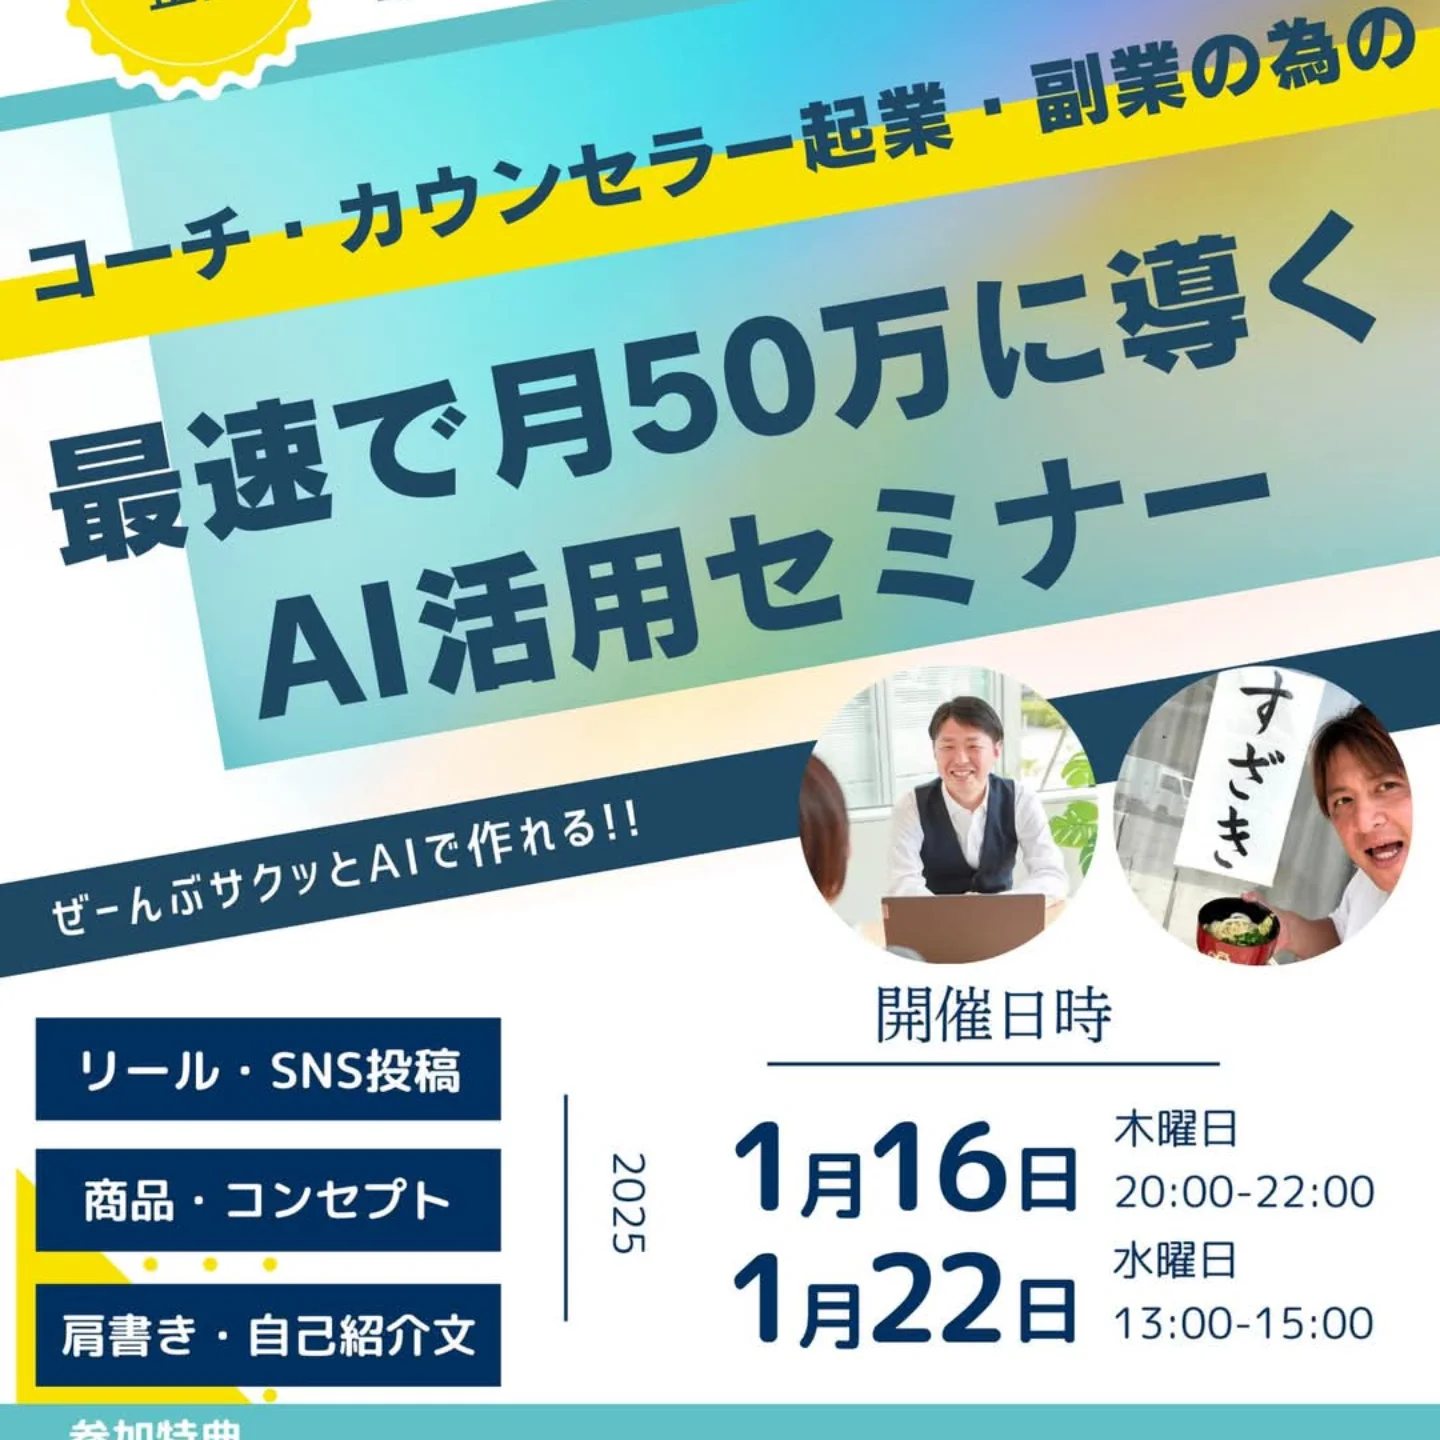 コーチ・カウンセラー起業・副業の為の
最速で月50万に導く
AI活用セミナー
すざき
ぜーんぶサクッとAIで作れる!!
リール・SNS投稿
商品・コンセプト
肩書き・自己紹介文
開催日時
2025
1月16日
木曜日
20:00-22:00
1月22日
水曜日
13:00-15:00
参加特典